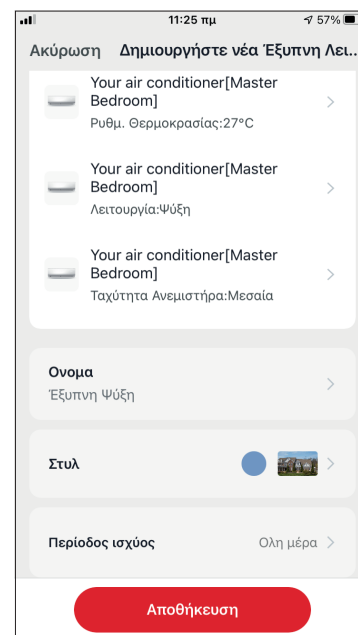 11:25 πμ
57%
Ακύρωση Δημιουργήστε νέα Έξυπνη Λει..
Your air conditioner[Master
Bedroom]
Ρυθμ. Θερμοκρασίας:27°C
Your air conditioner[Master
Bedroom]
Λειτουργία:Ψύξη
Your air conditioner[Master
Bedroom]
Ταχύτητα Ανεμιστήρα:Μεσαία
Ονομα
Έξυπνη Ψύξη
Στυλ
Περίοδος ισχύος Ολη μέρα
Αποθήκευση